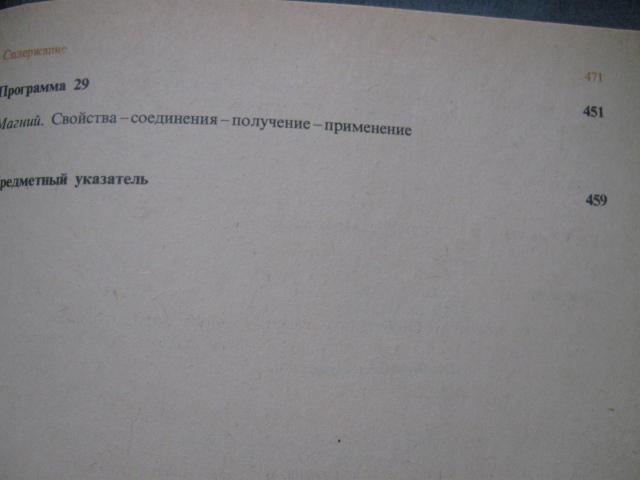 Содержание 471
Программа 29 451
Магний. Свойства – соединения – получение – применение
редметный указатель 459